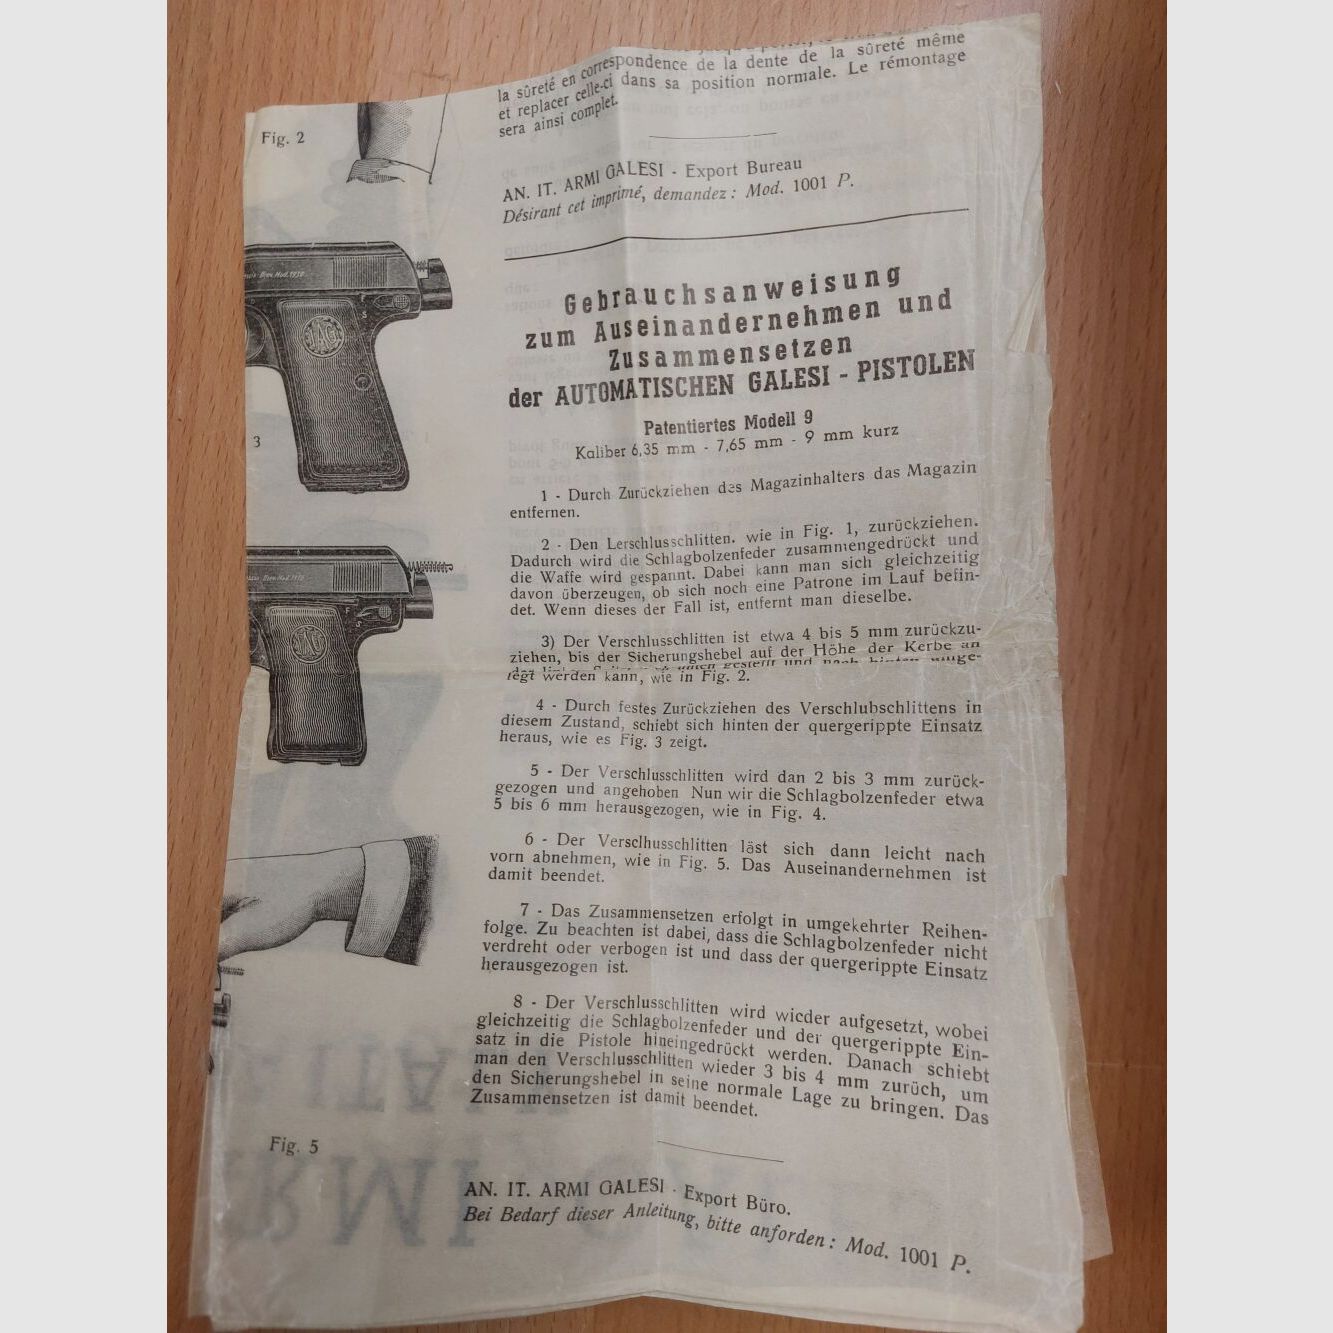 la sûreté en correspondence de la dente de la sûreté même
et replacer celle-ci dans sa position normale. Le rémontage
sera ainsi complet.
AN. IT. ARMI GALESI - Export Bureau
Désirant cet imprimé, demandez : Mod. 1001 P.
Gebrauchsanweisung
zum Auseinandernehmen und
Zusammensetzen
der AUTOMATISCHEN GALESI - PISTOLEN
Patentiertes Modell 9
Kaliber 6,35 mm - 7,65 mm - 9 mm kurz
1 - Durch Zurückziehen des Magazinhalters das Magazin
entfernen.
2 - Den Lerschlusschlitten. wie in Fig. 1, zurückziehen.
Dadurch wird die Schlagbolzenfeder zusammengedrückt und
die Waffe wird gespannt. Dabei kann man sich gleichzeitig
davon überzeugen, ob sich noch eine Patrone im Lauf befin-
det. Wenn dieses der Fall ist, entfernt man dieselbe.
3) Der Verschlusschlitten ist etwa 4 bis 5 mm zurückzu-
ziehen, bis der Sicherungshebel auf der Höhe der Kerbe an
gestellt und nach hinten umge-
legt werden kann, wie in Fig. 2.
4 - Durch festes Zurückziehen des Verschlubschlittens in
diesem Zustand, schiebt sich hinten der quergerippte Einsatz
heraus, wie es Fig. 3 zeigt.
5 - Der Verschlusschlitten wird dan 2 bis 3 mm zurück-
gezogen und angehoben Nun wir die Schlagbolzenfeder etwa
5 bis 6 mm herausgezogen, wie in Fig. 4.
6 - Der Verselhusschlitten läst sich dann leicht nach
vorn abnehmen, wie in Fig. 5. Das Auseinandernehmen ist
damit beendet.
7 - Das Zusammensetzen erfolgt in umgekehrter Reihen-
folge. Zu beachten ist dabei, dass die Schlagbolzenfeder nicht
verdreht oder verbogen ist und dass der quergerippte Einsatz
herausgezogen ist.
8 - Der Verschlusschlitten wird wieder aufgesetzt, wobei
gleichzeitig die Schlagbolzenfeder und der quergerippte Ein-
satz in die Pistole hineingedrückt werden. Danach schiebt
man den Verschlusschlitten wieder 3 bis 4 mm zurüch, um
den Sicherungshebel in seine normale Lage zu bringen. Das
Zusammensetzen ist damit beendet.
AN. IT. ARMI GALESI - Export Büro.
Bei Bedarf dieser Anleitung, bitte anforden : Mod. 1001 P.
Fig. 2
3
Fig. 5